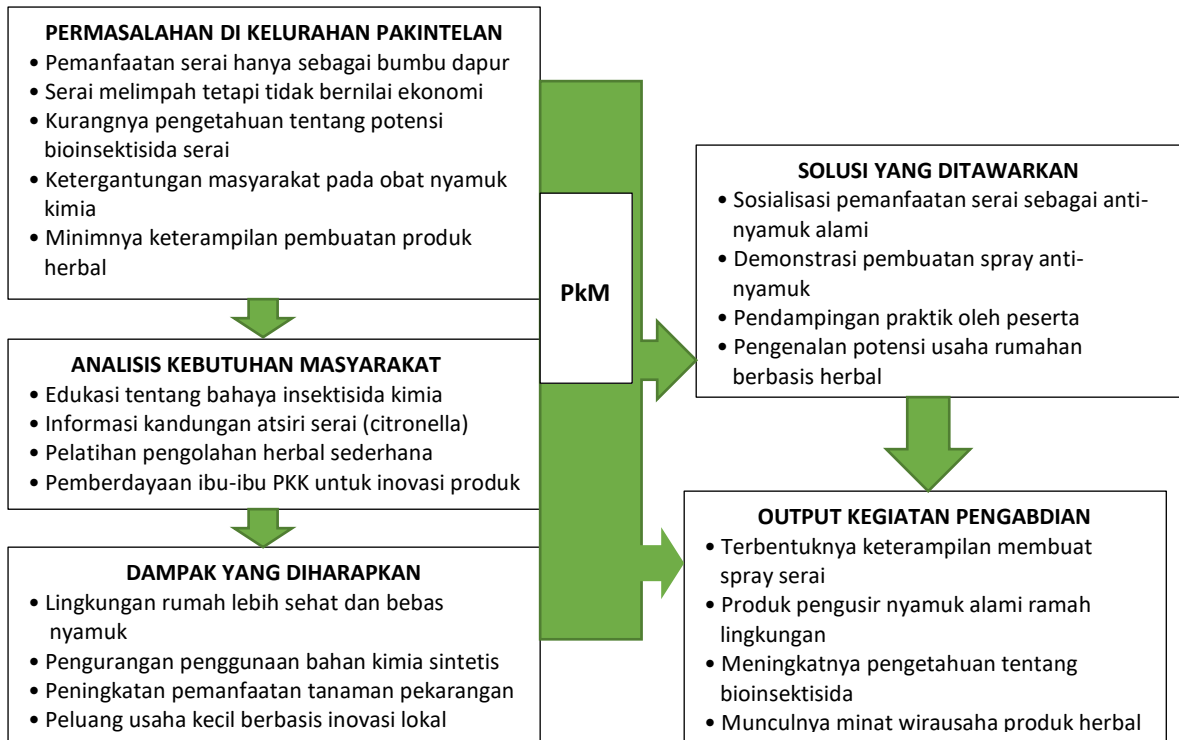 PERMASALAHAN DI KELURAHAN PAKINTELAN
• Pemanfaatan serai hanya sebagai bumbu dapur
• Serai melimpah tetapi tidak bernilai ekonomi
• Kurangnya pengetahuan tentang potensi
bioinsektisida serai
• Ketergantungan masyarakat pada obat nyamuk
kimia
• Minimnya keterampilan pembuatan produk
herbal
ANALISIS KEBUTUHAN MASYARAKAT
• Edukasi tentang bahaya insektisida kimia
• Informasi kandungan atsiri serai (citronella)
• Pelatihan pengolahan herbal sederhana
• Pemberdayaan ibu-ibu PKK untuk inovasi produk
DAMPAK YANG DIHARAPKAN
• Lingkungan rumah lebih sehat dan bebas
nyamuk
• Pengurangan penggunaan bahan kimia sintetis
• Peningkatan pemanfaatan tanaman pekarangan
• Peluang usaha kecil berbasis inovasi lokal
PkM
SOLUSI YANG DITAWARKAN
• Sosialisasi pemanfaatan serai sebagai anti-
nyamuk alami
• Demonstrasi pembuatan spray anti-
nyamuk
• Pendampingan praktik oleh peserta
• Pengenalan potensi usaha rumahan
berbasis herbal
OUTPUT KEGIATAN PENGABDIAN
• Terbentuknya keterampilan membuat
spray serai
• Produk pengusir nyamuk alami ramah
lingkungan
• Meningkatnya pengetahuan tentang
bioinsektisida
• Munculnya minat wirausaha produk herbal